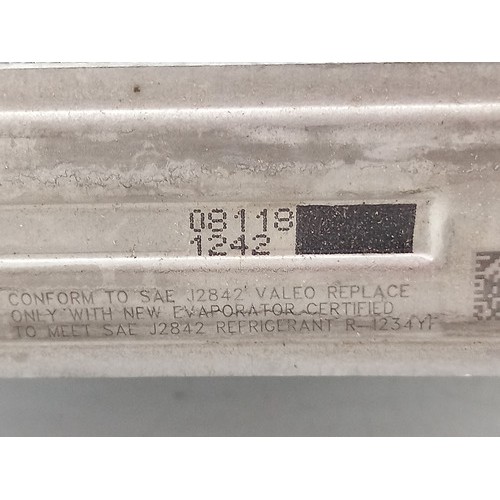 08118
1242
CONFORM TO SAE J2842 VALEO REPLACE
ONLY WITH NEW EVAPORATOR CERTIFIED
TO MEET SAE J2842 REFRIGERANT R-1234YF